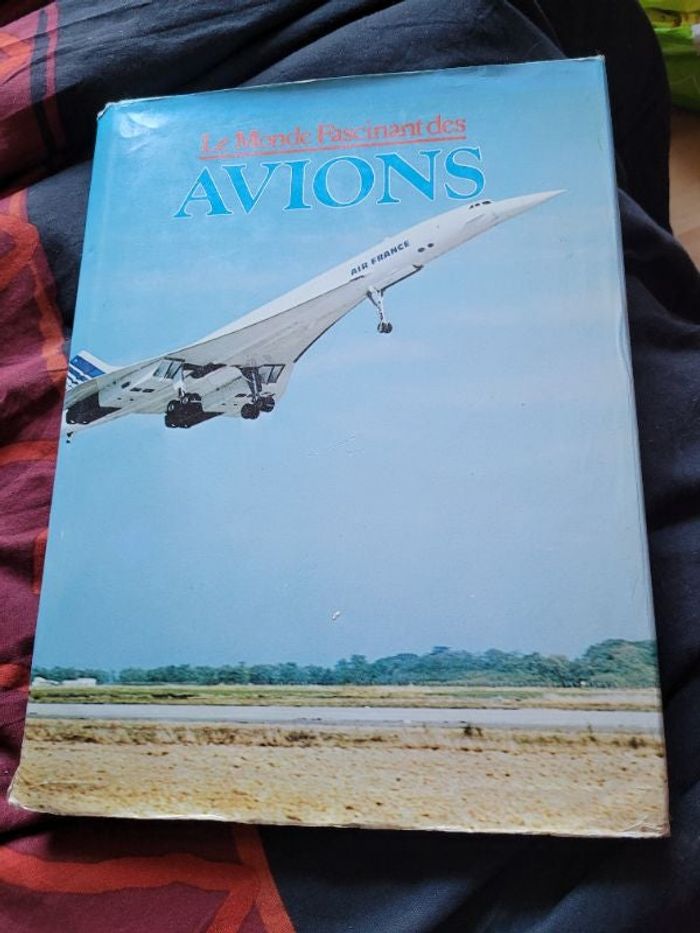 Le Monde Fascinant des
AVIONS
AIR FRANCE